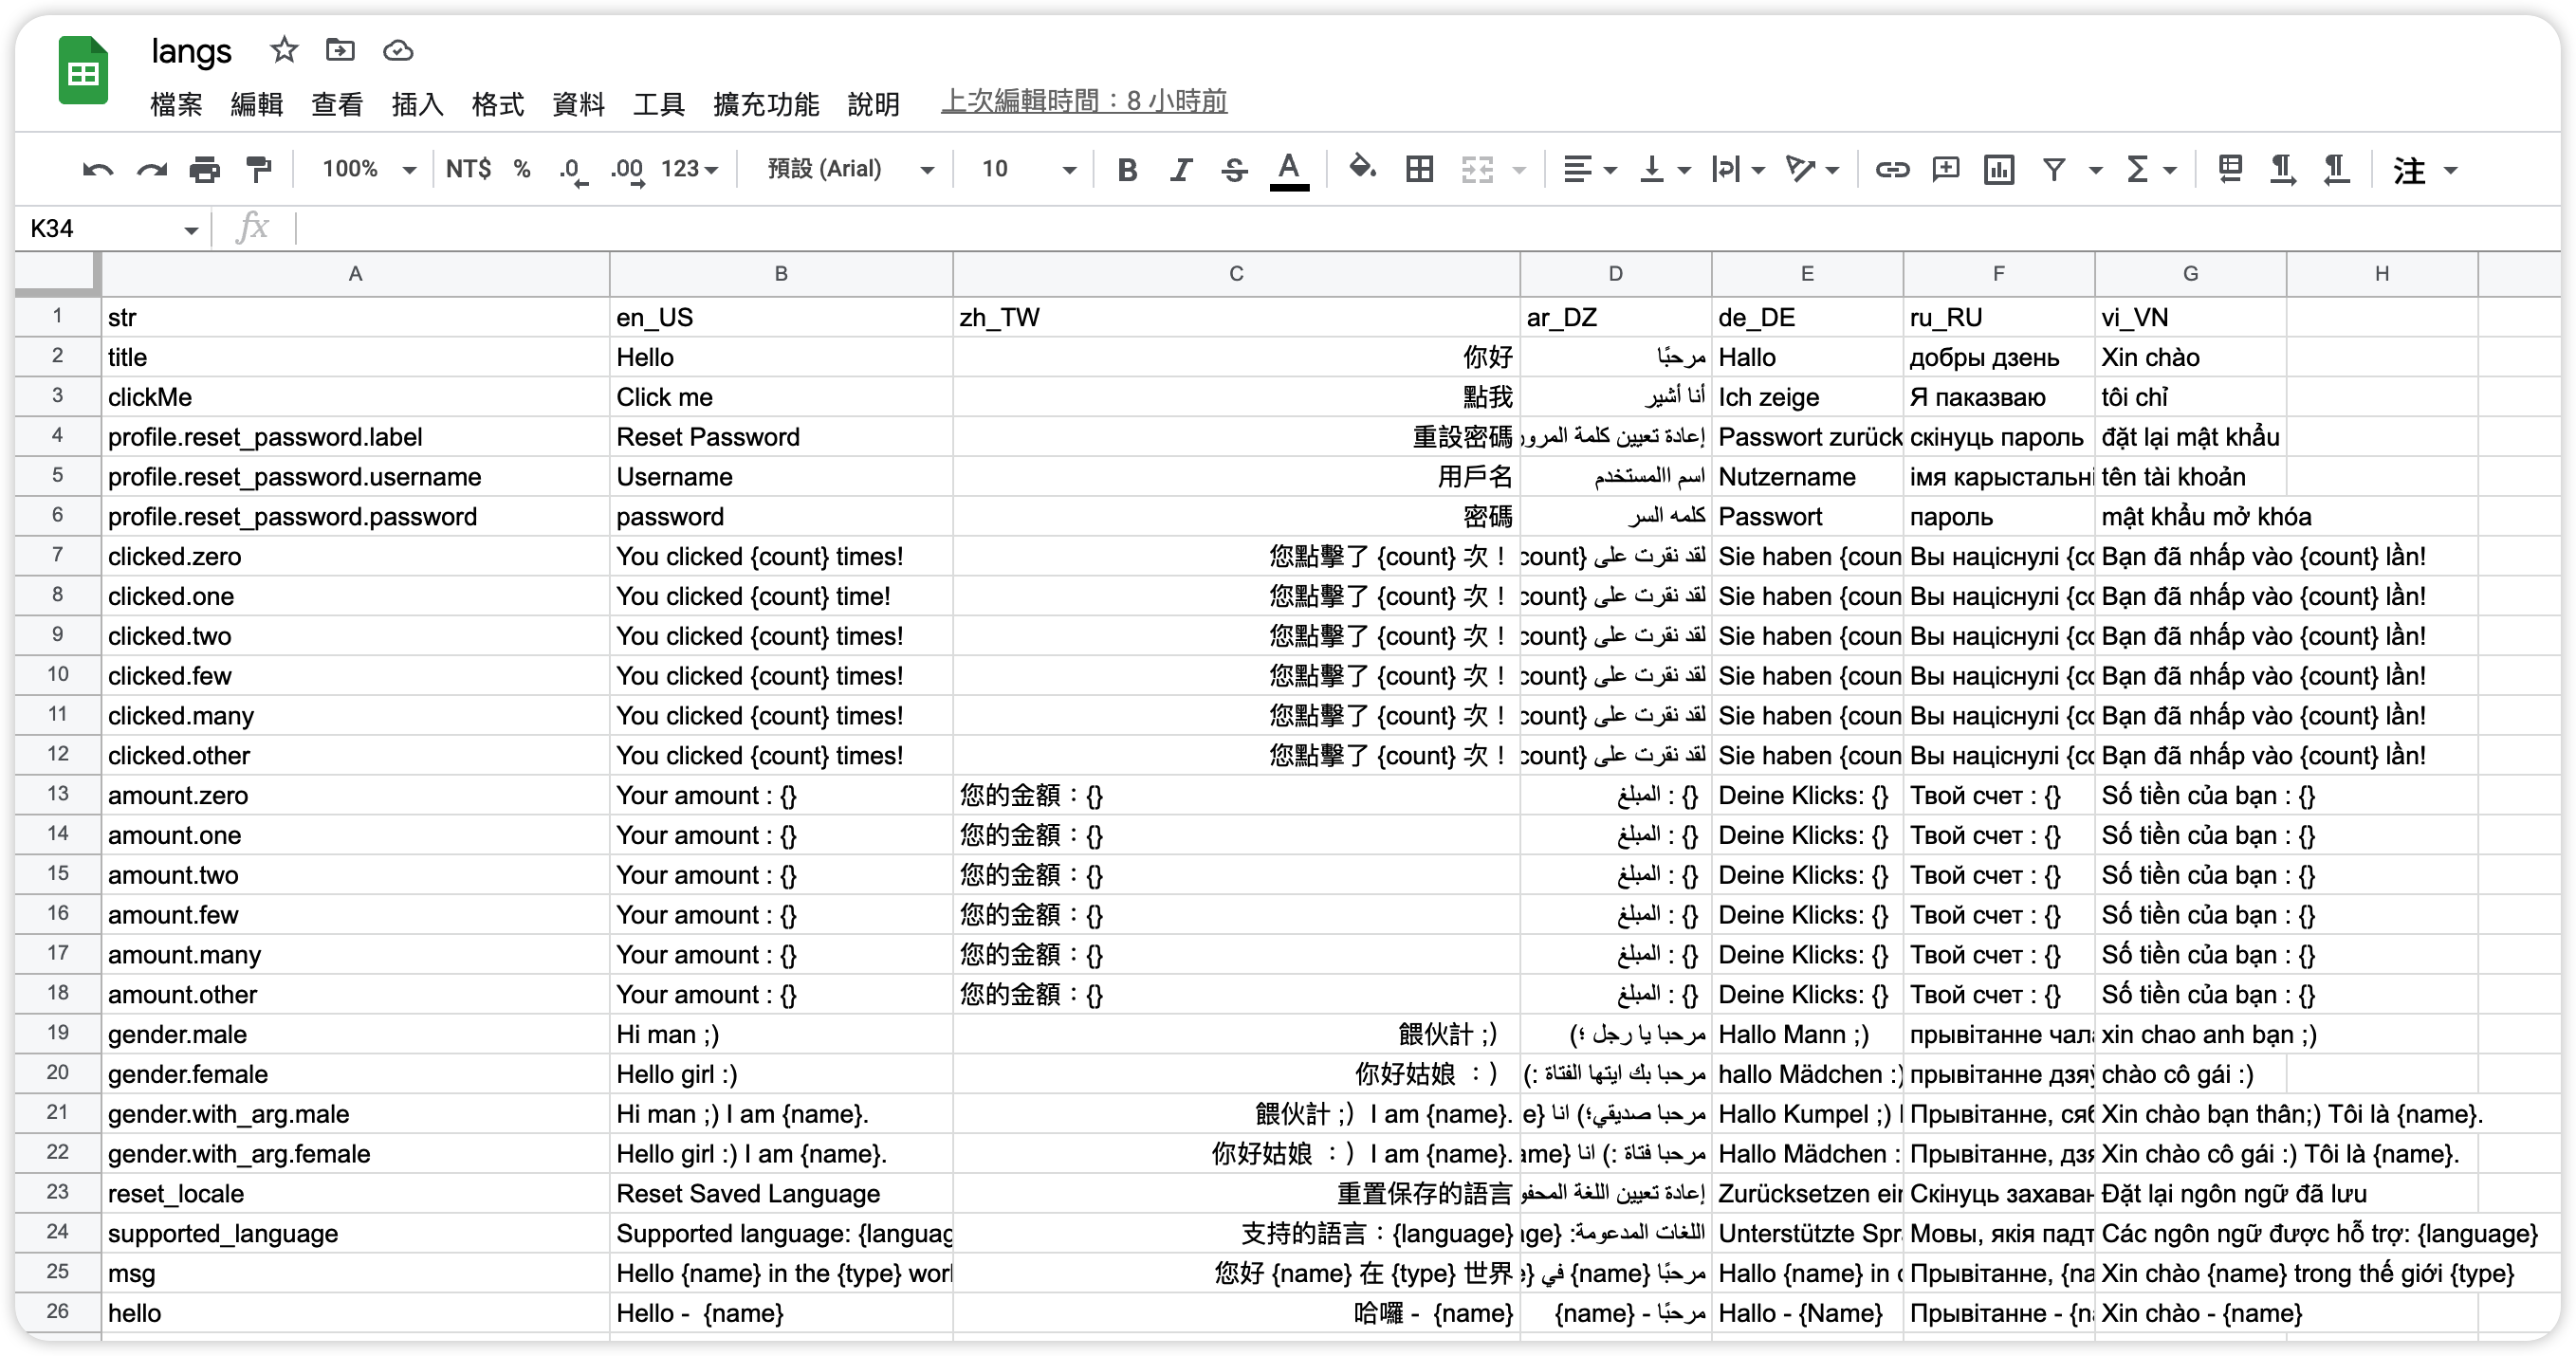 langs
檔案 編輯 查看 插入 格式 資料 工具 擴充功能 說明 上次編輯時間：8 小時前
100% NT$ % .0 .00 123 預設 (Arial) 10 B I S A 注
K34 fx
A B C D E F G H
1 str en_US zh_TW ar_DZ de_DE ru_RU vi_VN
2 title Hello 你好 مرحبًا Hallo добры дзень Xin chào
3 clickMe Click me 點我 أنا أشير Ich zeige Я паказваю tôi chỉ
4 profile.reset_password.label Reset Password 重設密碼 إعادة تعيين كلمة المرور Passwort zurück скінуць пароль đặt lại mật khẩu
5 profile.reset_password.username Username 用戶名 اسم االمستخدم Nutzername імя карыстальні tên tài khoản
6 profile.reset_password.password password 密碼 كلمه السر Passwort пароль mật khẩu mở khóa
7 clicked.zero You clicked {count} times! 您點擊了 {count} 次！ لقد نقرت على {count Sie haben {coun Вы націснулі {c Bạn đã nhấp vào {count} lần!
8 clicked.one You clicked {count} time! 您點擊了 {count} 次！ لقد نقرت على {count Sie haben {coun Вы націснулі {c Bạn đã nhấp vào {count} lần!
9 clicked.two You clicked {count} times! 您點擊了 {count} 次！ لقد نقرت على {count Sie haben {coun Вы націснулі {c Bạn đã nhấp vào {count} lần!
10 clicked.few You clicked {count} times! 您點擊了 {count} 次！ لقد نقرت على {count Sie haben {coun Вы націснулі {c Bạn đã nhấp vào {count} lần!
11 clicked.many You clicked {count} times! 您點擊了 {count} 次！ لقد نقرت على {count Sie haben {coun Вы націснулі {c Bạn đã nhấp vào {count} lần!
12 clicked.other You clicked {count} times! 您點擊了 {count} 次！ لقد نقرت على {count Sie haben {coun Вы націснулі {c Bạn đã nhấp vào {count} lần!
13 amount.zero Your amount : {} 您的金額：{} المبلغ : {} Deine Klicks: {} Твой счет : {} Số tiền của bạn : {}
14 amount.one Your amount : {} 您的金額：{} المبلغ : {} Deine Klicks: {} Твой счет : {} Số tiền của bạn : {}
15 amount.two Your amount : {} 您的金額：{} المبلغ : {} Deine Klicks: {} Твой счет : {} Số tiền của bạn : {}
16 amount.few Your amount : {} 您的金額：{} المبلغ : {} Deine Klicks: {} Твой счет : {} Số tiền của bạn : {}
17 amount.many Your amount : {} 您的金額：{} المبلغ : {} Deine Klicks: {} Твой счет : {} Số tiền của bạn : {}
18 amount.other Your amount : {} 您的金額：{} المبلغ : {} Deine Klicks: {} Твой счет : {} Số tiền của bạn : {}
19 gender.male Hi man ;) 餵伙計 ;) مرحبا يا رجل ؛) Hallo Mann ;) прывітанне чала xin chao anh bạn ;)
20 gender.female Hello girl :) 你好姑娘 ：) مرحبا بك ايتها الفتاة :) hallo Mädchen :) прывітанне дзяў chào cô gái :)
21 gender.with_arg.male Hi man ;) I am {name}. 餵伙計 ;) I am {name}. مرحبا صديقي؛) انا {e Hallo Kumpel ;) Прывітанне, сяб Xin chào bạn thân;) Tôi là {name}.
22 gender.with_arg.female Hello girl :) I am {name}. 你好姑娘 ：) I am {name}. مرحبا فتاة :) انا {ame Hallo Mädchen : Прывітанне, дзя Xin chào cô gái :) Tôi là {name}.
23 reset_locale Reset Saved Language 重置保存的語言 إعادة تعيين اللغة المحفو Zurücksetzen ein Скінуць захаван Đặt lại ngôn ngữ đã lưu
24 supported_language Supported language: {languag 支持的語言：{language} اللغات المدعومة: {ge Unterstützte Spr Мовы, якія падт Các ngôn ngữ được hỗ trợ: {language}
25 msg Hello {name} in the {type} worl 您好 {name} 在 {type} 世界 مرحبًا {name} في { Hallo {name} in d Прывітанне, {na Xin chào {name} trong thế giới {type}
26 hello Hello - {name} 哈囉 - {name} مرحبًا - {name} Hallo - {Name} Прывітанне - {n Xin chào - {name}